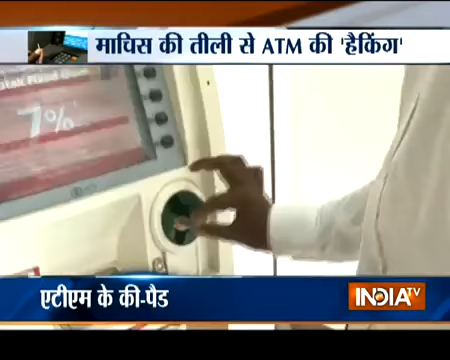 माचिस की तीली से ATM की 'हैकिंग'
7%
एटीएम के की-पैड
INDIA TV